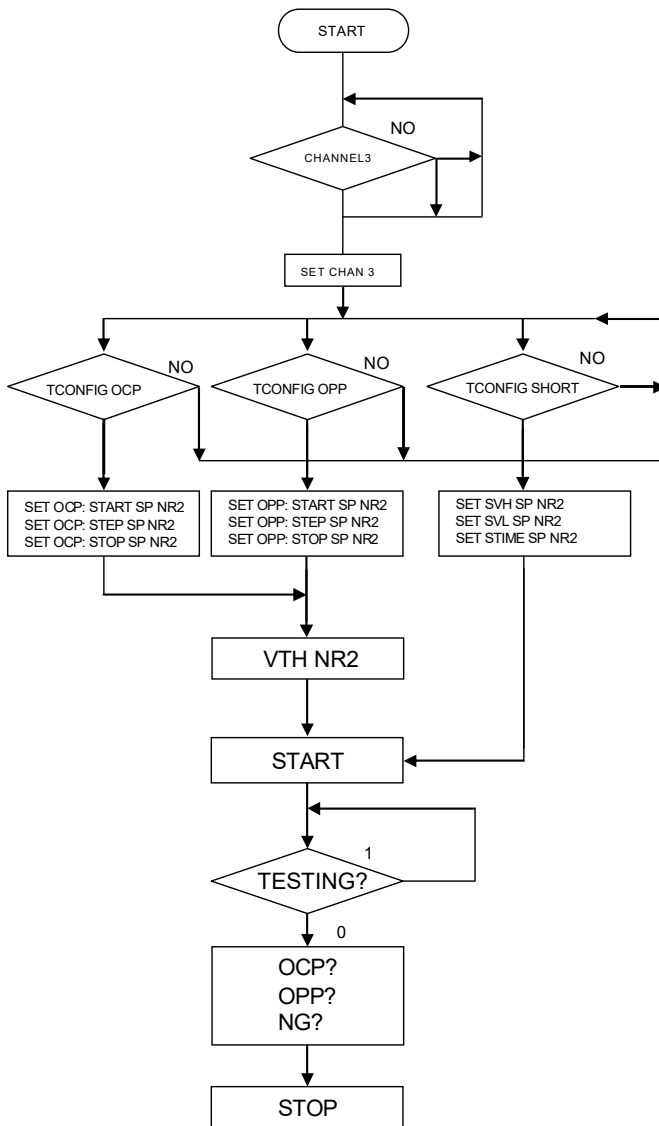 START
NO
CHANNEL3
SET CHAN 3
NO
NO
NO
TCONFIG OCP
TCONFIG OPP
TCONFIG SHORT
SET OCP: START SP NR2
SET OCP: STEP SP NR2
SET OCP: STOP SP NR2
SET OPP: START SP NR2
SET OPP: STEP SP NR2
SET OPP: STOP SP NR2
SET SVH SP NR2
SET SVL SP NR2
SET STIME SP NR2
VTH NR2
START
1
TESTING?
0
OCP?
OPP?
NG?
STOP